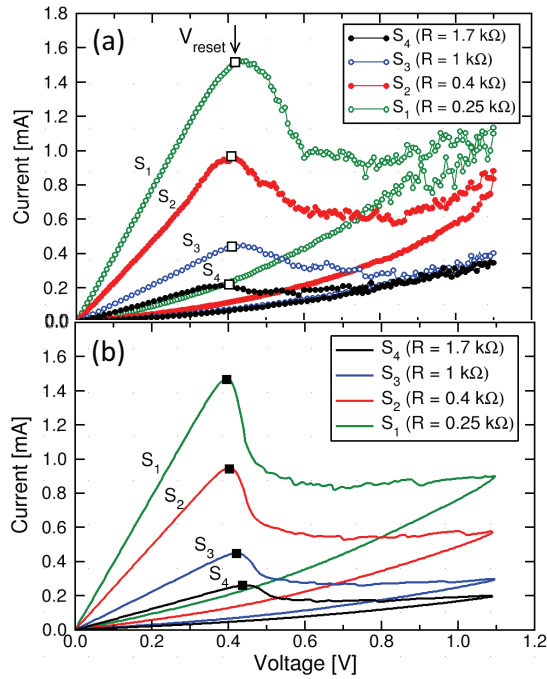 (a)
V_reset
S₄ (R = 1.7 kΩ)
S₃ (R = 1 kΩ)
S₂ (R = 0.4 kΩ)
S₁ (R = 0.25 kΩ)
Current [mA]
1.8
1.6
1.4
1.2
1.0
0.8
0.6
0.4
0.2
0.0
S₁
S₂
S₃
S₄
(b)
S₄ (R = 1.7 kΩ)
S₃ (R = 1 kΩ)
S₂ (R = 0.4 kΩ)
S₁ (R = 0.25 kΩ)
Current [mA]
1.6
1.4
1.2
1.0
0.8
0.6
0.4
0.2
0.0
S₁
S₂
S₃
S₄
0.0 0.2 0.4 0.6 0.8 1.0 1.2
Voltage [V]